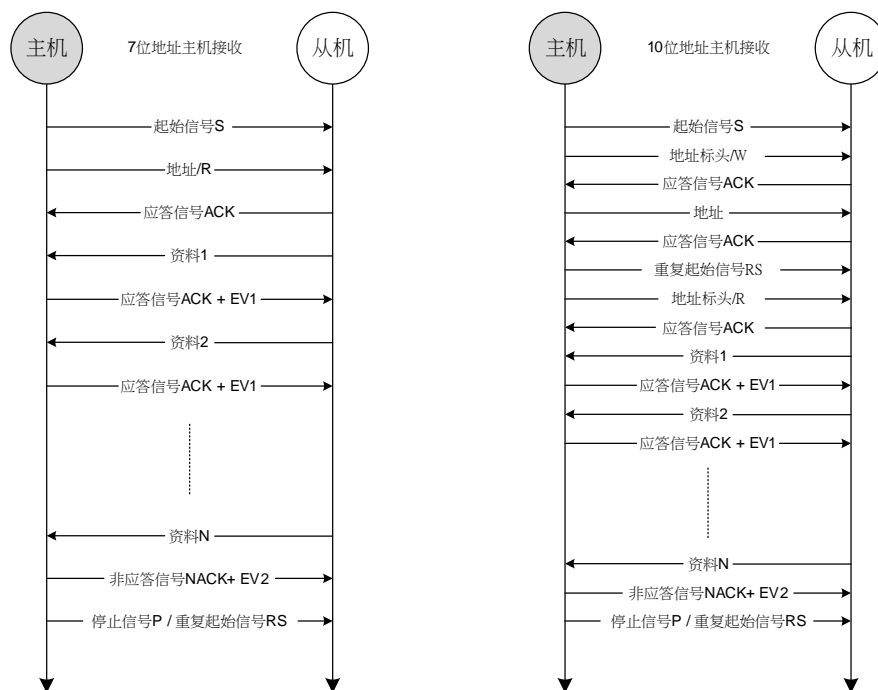 主机
7位地址主机接收
从机
起始信号S
地址/R
应答信号ACK
资料1
应答信号ACK + EV1
资料2
应答信号ACK + EV1
资料N
非应答信号NACK+ EV2
停止信号P / 重复起始信号RS
主机
10位地址主机接收
从机
起始信号S
地址标头/W
应答信号ACK
地址
应答信号ACK
重复起始信号RS
地址标头/R
应答信号ACK
资料1
应答信号ACK + EV1
资料2
应答信号ACK + EV1
资料N
非应答信号NACK+ EV2
停止信号P / 重复起始信号RS